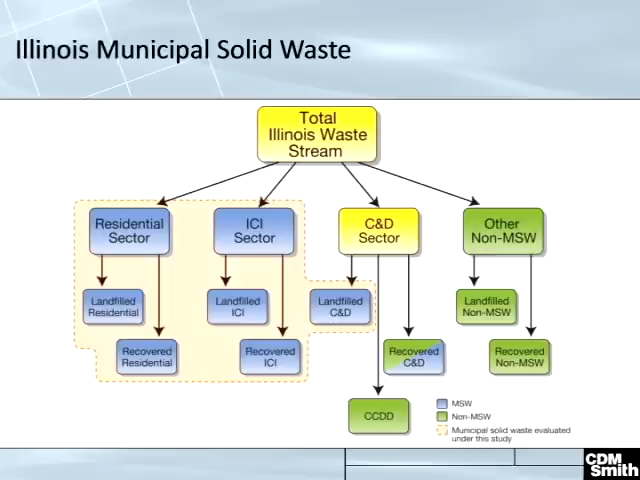 Illinois Municipal Solid Waste
Total
Illinois Waste
Stream
Residential
Sector
ICI
Sector
C&D
Sector
Other
Non-MSW
Landfilled
Residential
Landfilled
ICI
Landfilled
C&D
Landfilled
Non-MSW
Recovered
Residential
Recovered
ICI
Recovered
C&D
Recovered
Non-MSW
CCDD
MSW
Non-MSW
Municipal solid waste evaluated
under this study
CDM
Smith